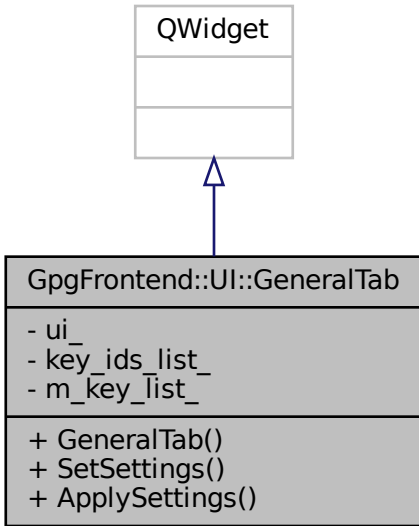 QWidget
GpgFrontend::UI::GeneralTab
- ui_
- key_ids_list_
- m_key_list_
+ GeneralTab()
+ SetSettings()
+ ApplySettings()